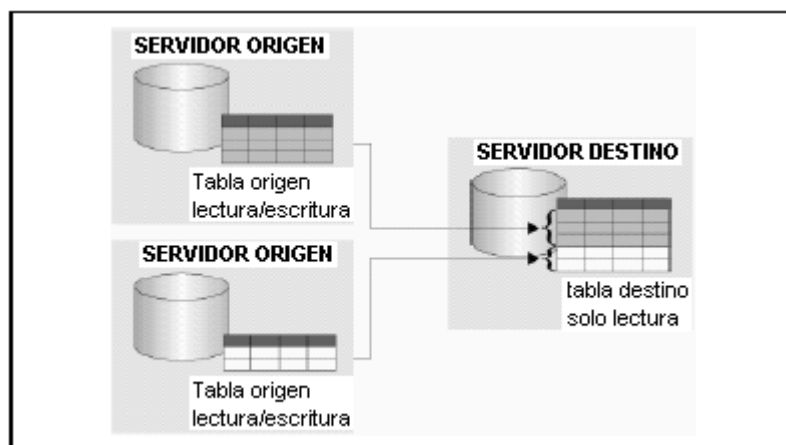 SERVIDOR ORIGEN
Tabla origen
lectura/escritura
SERVIDOR ORIGEN
Tabla origen
lectura/escritura
SERVIDOR DESTINO
tabla destino
solo lectura